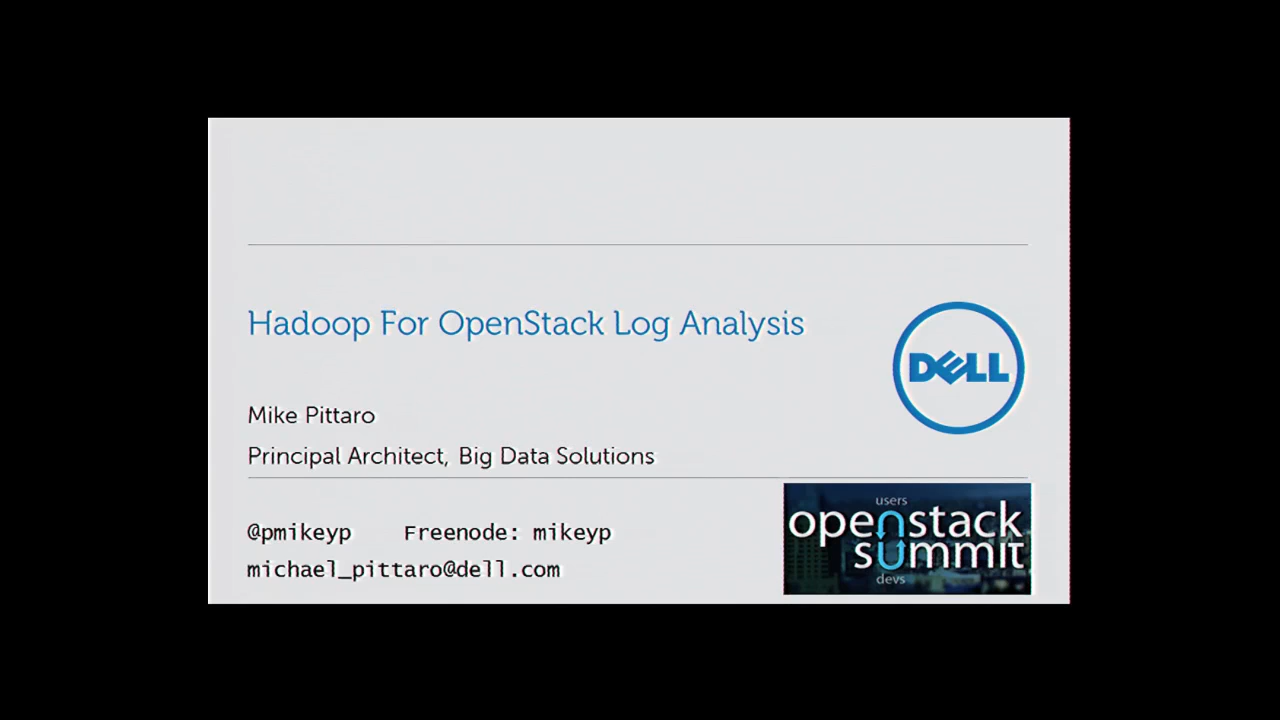 Hadoop For OpenStack Log Analysis
DELL
Mike Pittaro
Principal Architect, Big Data Solutions
@pmikeyp Freenode: mikeyp
michael_pittaro@dell.com
users
openstack
summit
devs